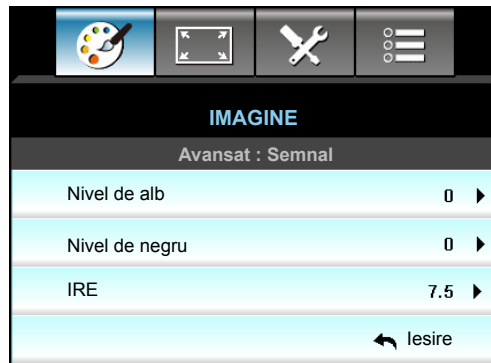 IMAGINE
Avansat : Semnal
Nivel de alb 0
Nivel de negru 0
IRE 7.5
Iesire